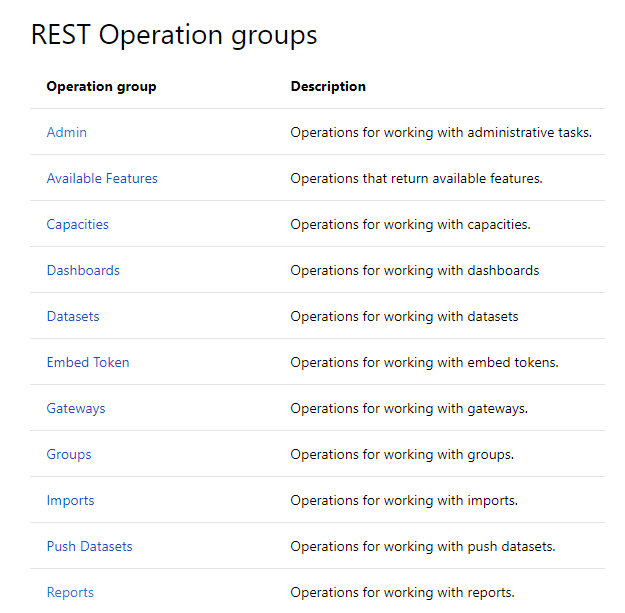 REST Operation groups
Operation group Description
Admin Operations for working with administrative tasks.
Available Features Operations that return available features.
Capacities Operations for working with capacities.
Dashboards Operations for working with dashboards
Datasets Operations for working with datasets
Embed Token Operations for working with embed tokens.
Gateways Operations for working with gateways.
Groups Operations for working with groups.
Imports Operations for working with imports.
Push Datasets Operations for working with push datasets.
Reports Operations for working with reports.